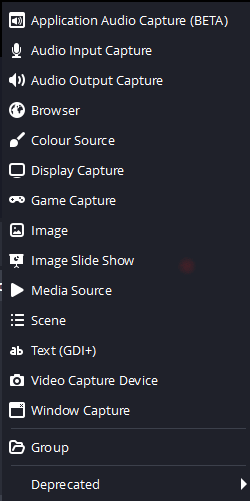 Application Audio Capture (BETA)
Audio Input Capture
Audio Output Capture
Browser
Colour Source
Display Capture
Game Capture
Image
Image Slide Show
Media Source
Scene
ab Text (GDI+)
Video Capture Device
Window Capture
Group
Deprecated